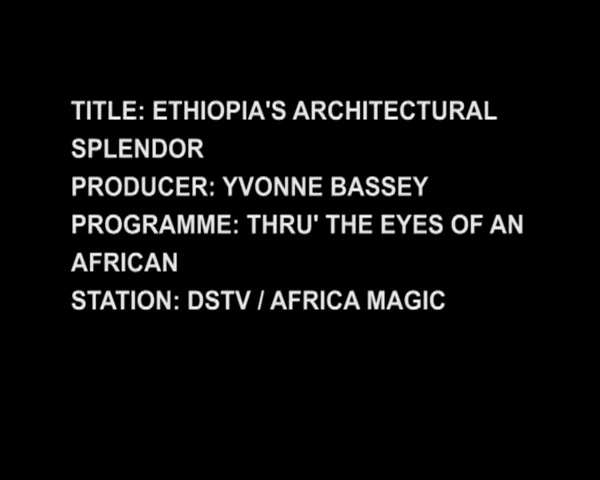 TITLE: ETHIOPIA'S ARCHITECTURAL
SPLENDOR
PRODUCER: YVONNE BASSEY
PROGRAMME: THRU' THE EYES OF AN
AFRICAN
STATION: DSTV / AFRICA MAGIC